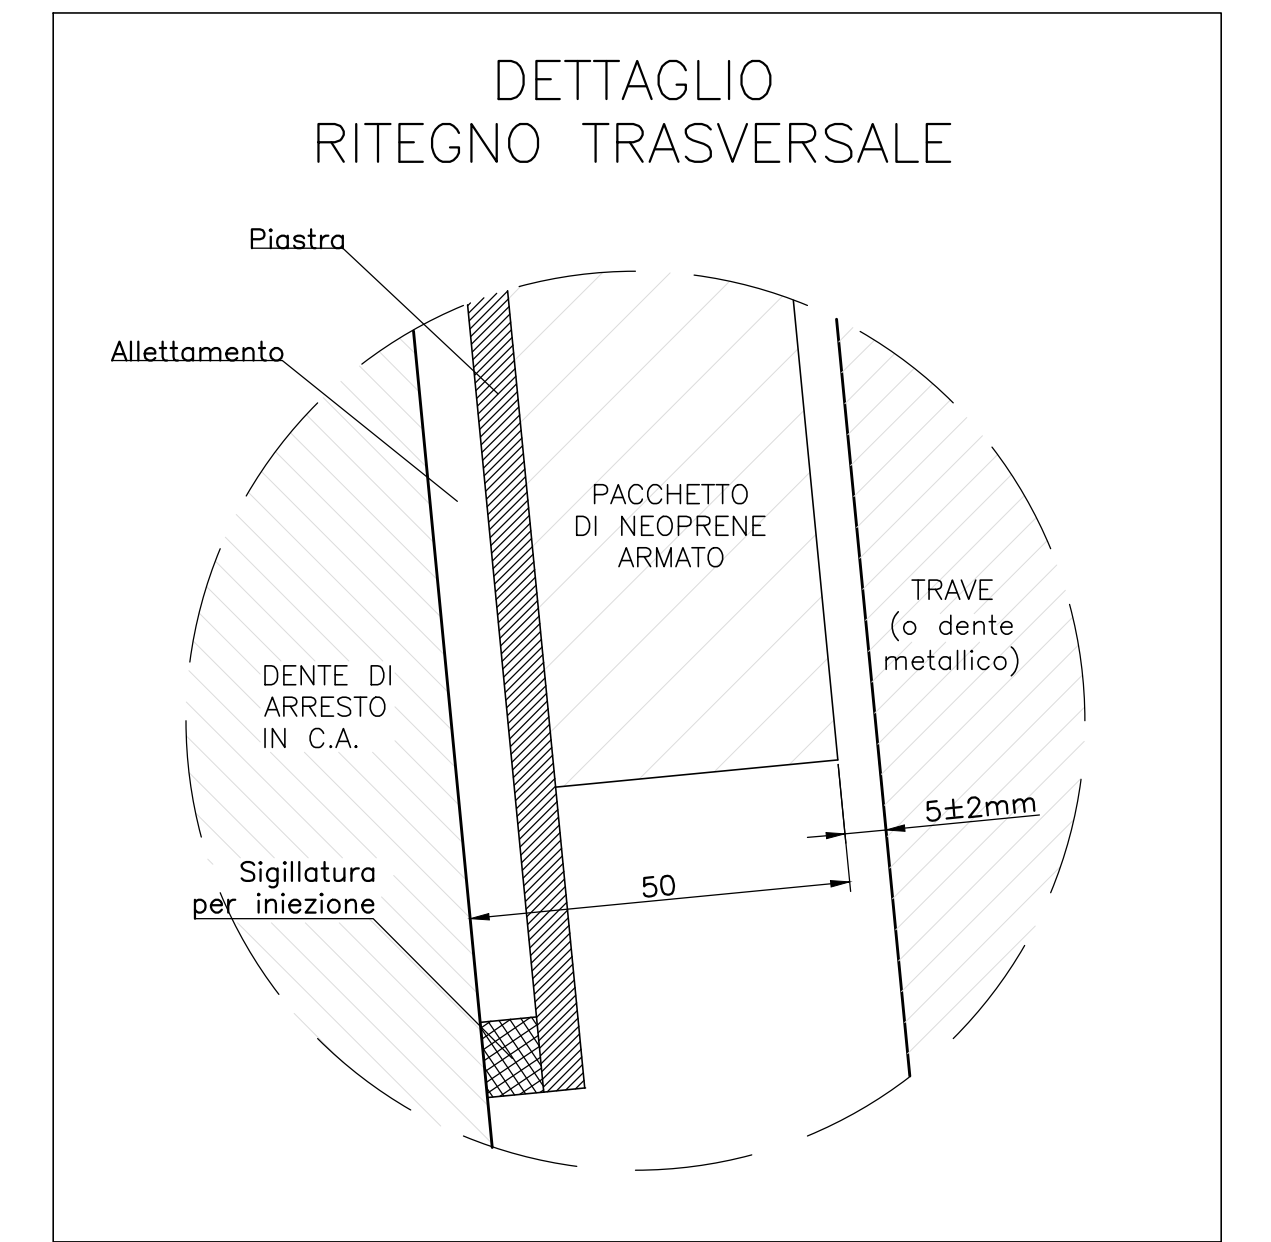 DETTAGLIO
RITEGNO TRASVERSALE
Piastra
Allettamento
PACCHETTO
DI NEOPRENE
ARMATO
TRAVE
(o dente
metallico)
DENTE DI
ARRESTO
IN C.A.
5±2mm
Sigillatura
per iniezione
50